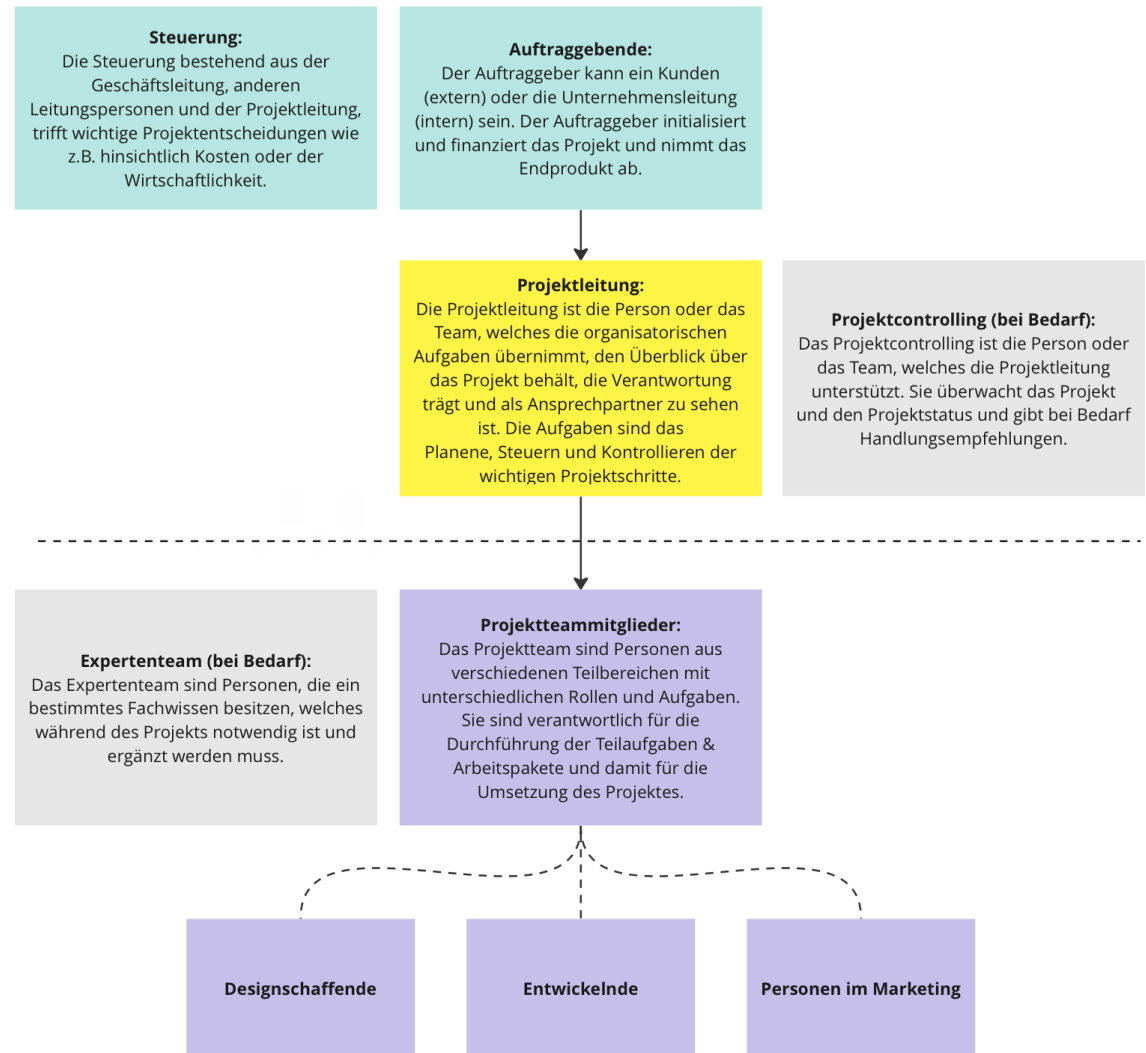 Steuerung:
Die Steuerung bestehend aus der
Geschäftsleitung, anderen
Leitungspersonen und der Projektleitung,
trifft wichtige Projektentscheidungen wie
z.B. hinsichtlich Kosten oder der
Wirtschaftlichkeit.
Auftraggebende:
Der Auftraggeber kann ein Kunden
(extern) oder die Unternehmensleitung
(intern) sein. Der Auftraggeber initialisiert
und finanziert das Projekt und nimmt das
Endprodukt ab.
Projektleitung:
Die Projektleitung ist die Person oder das
Team, welches die organisatorischen
Aufgaben übernimmt, den Überblick über
das Projekt behält, die Verantwortung
trägt und als Ansprechpartner zu sehen
ist. Die Aufgaben sind das
Planene, Steuern und Kontrollieren der
wichtigen Projektschritte.
Projektcontrolling (bei Bedarf):
Das Projektcontrolling ist die Person oder
das Team, welches die Projektleitung
unterstützt. Sie überwacht das Projekt
und den Projektstatus und gibt bei Bedarf
Handlungsempfehlungen.
Expertenteam (bei Bedarf):
Das Expertenteam sind Personen, die ein
bestimmtes Fachwissen besitzen, welches
während des Projekts notwendig ist und
ergänzt werden muss.
Projektteammitglieder:
Das Projektteam sind Personen aus
verschiedenen Teilbereichen mit
unterschiedlichen Rollen und Aufgaben.
Sie sind verantwortlich für die
Durchführung der Teilaufgaben &
Arbeitspakete und damit für die
Umsetzung des Projektes.
Designschaffende
Entwickelnde
Personen im Marketing